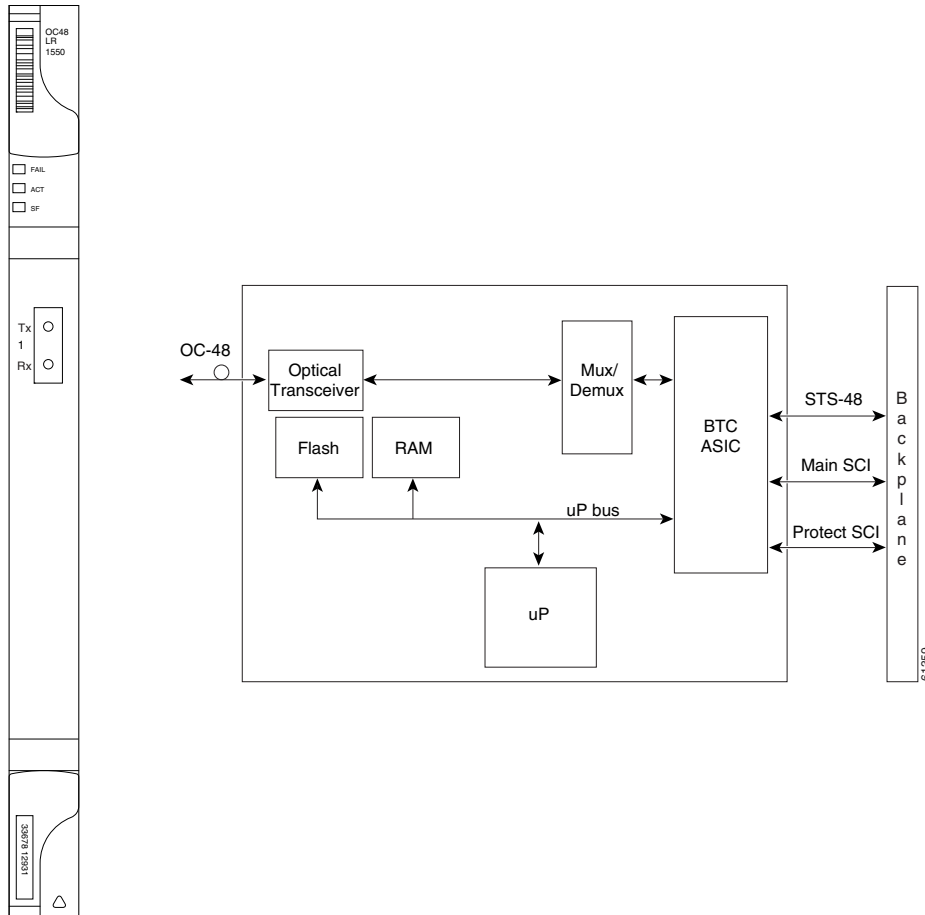 OC48
LR
1550
FAIL
ACT
SF
Tx
1
Rx
33678 12931
OC-48
Optical
Transceiver
Mux/
Demux
BTC
ASIC
Flash
RAM
uP bus
uP
STS-48
Main SCI
Protect SCI
Backplane